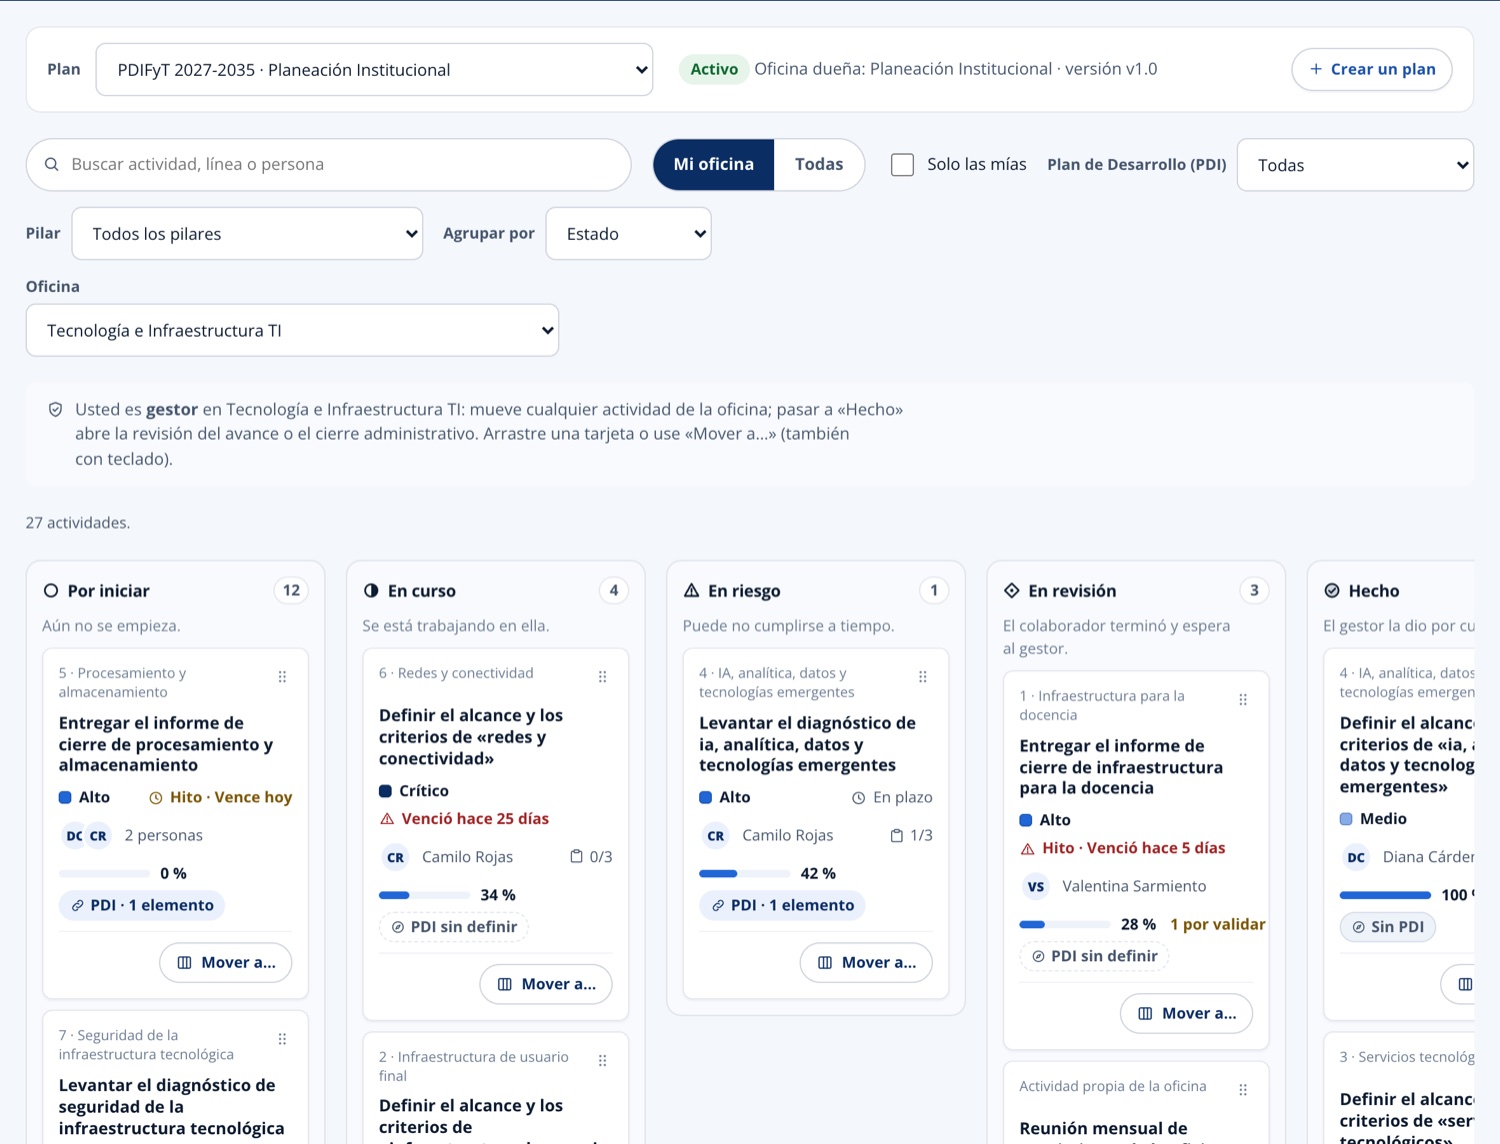 Plan
PDIFyT 2027-2035 · Planeación Institucional
Activo
Oficina dueña: Planeación Institucional · versión v1.0
+ Crear un plan
Buscar actividad, línea o persona
Mi oficina
Todas
Solo las mías
Plan de Desarrollo (PDI)
Todas
Pilar
Todos los pilares
Agrupar por
Estado
Oficina
Tecnología e Infraestructura TI
Usted es gestor en Tecnología e Infraestructura TI: mueve cualquier actividad de la oficina; pasar a «Hecho»
abre la revisión del avance o el cierre administrativo. Arrastre una tarjeta o use «Mover a…» (también
con teclado).
27 actividades.
Por iniciar
12
Aún no se empieza.
5 · Procesamiento y
almacenamiento
Entregar el informe de
cierre de procesamiento y
almacenamiento
Alto
Hito · Vence hoy
DC CR 2 personas
0 %
PDI · 1 elemento
Mover a…
7 · Seguridad de la
infraestructura tecnológica
Levantar el diagnóstico de
seguridad de la
infraestructura tecnológica
En curso
4
Se está trabajando en ella.
6 · Redes y conectividad
Definir el alcance y los
criterios de «redes y
conectividad»
Crítico
Venció hace 25 días
CR Camilo Rojas
0/3
34 %
PDI sin definir
Mover a…
2 · Infraestructura de usuario
final
Definir el alcance y los
criterios de
En riesgo
1
Puede no cumplirse a tiempo.
4 · IA, analítica, datos y
tecnologías emergentes
Levantar el diagnóstico de
ia, analítica, datos y
tecnologías emergentes
Alto
En plazo
CR Camilo Rojas
1/3
42 %
PDI · 1 elemento
Mover a…
En revisión
3
El colaborador terminó y espera
al gestor.
1 · Infraestructura para la
docencia
Entregar el informe de
cierre de infraestructura
para la docencia
Alto
Hito · Venció hace 5 días
VS Valentina Sarmiento
28 %
1 por validar
PDI sin definir
Mover a…
Actividad propia de la oficina
Reunión mensual de
Hecho
El gestor la dio por cu
4 · IA, analítica, datos
tecnologías emergen
Definir el alcanc
criterios de «ia,
datos y tecnolog
emergentes»
Medio
DC Diana Cárde
100
Sin PDI
3 · Servicios tecnológ
Definir el alcanc
criterios de «ser